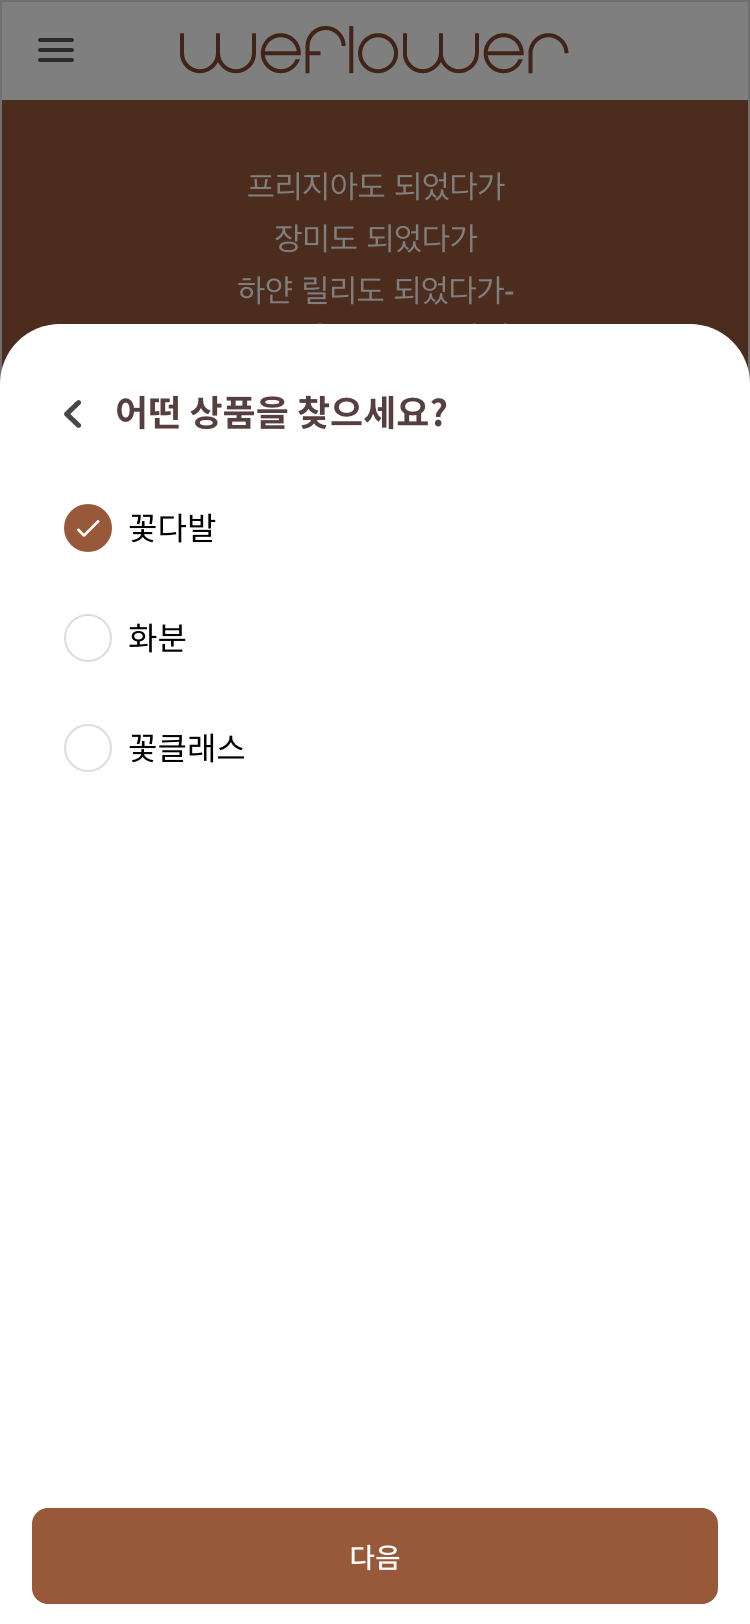 weflower
프리지아도 되었다가
장미도 되었다가
하얀 릴리도 되었다가-
어떤 상품을 찾으세요?
꽃다발
화분
꽃클래스
다음